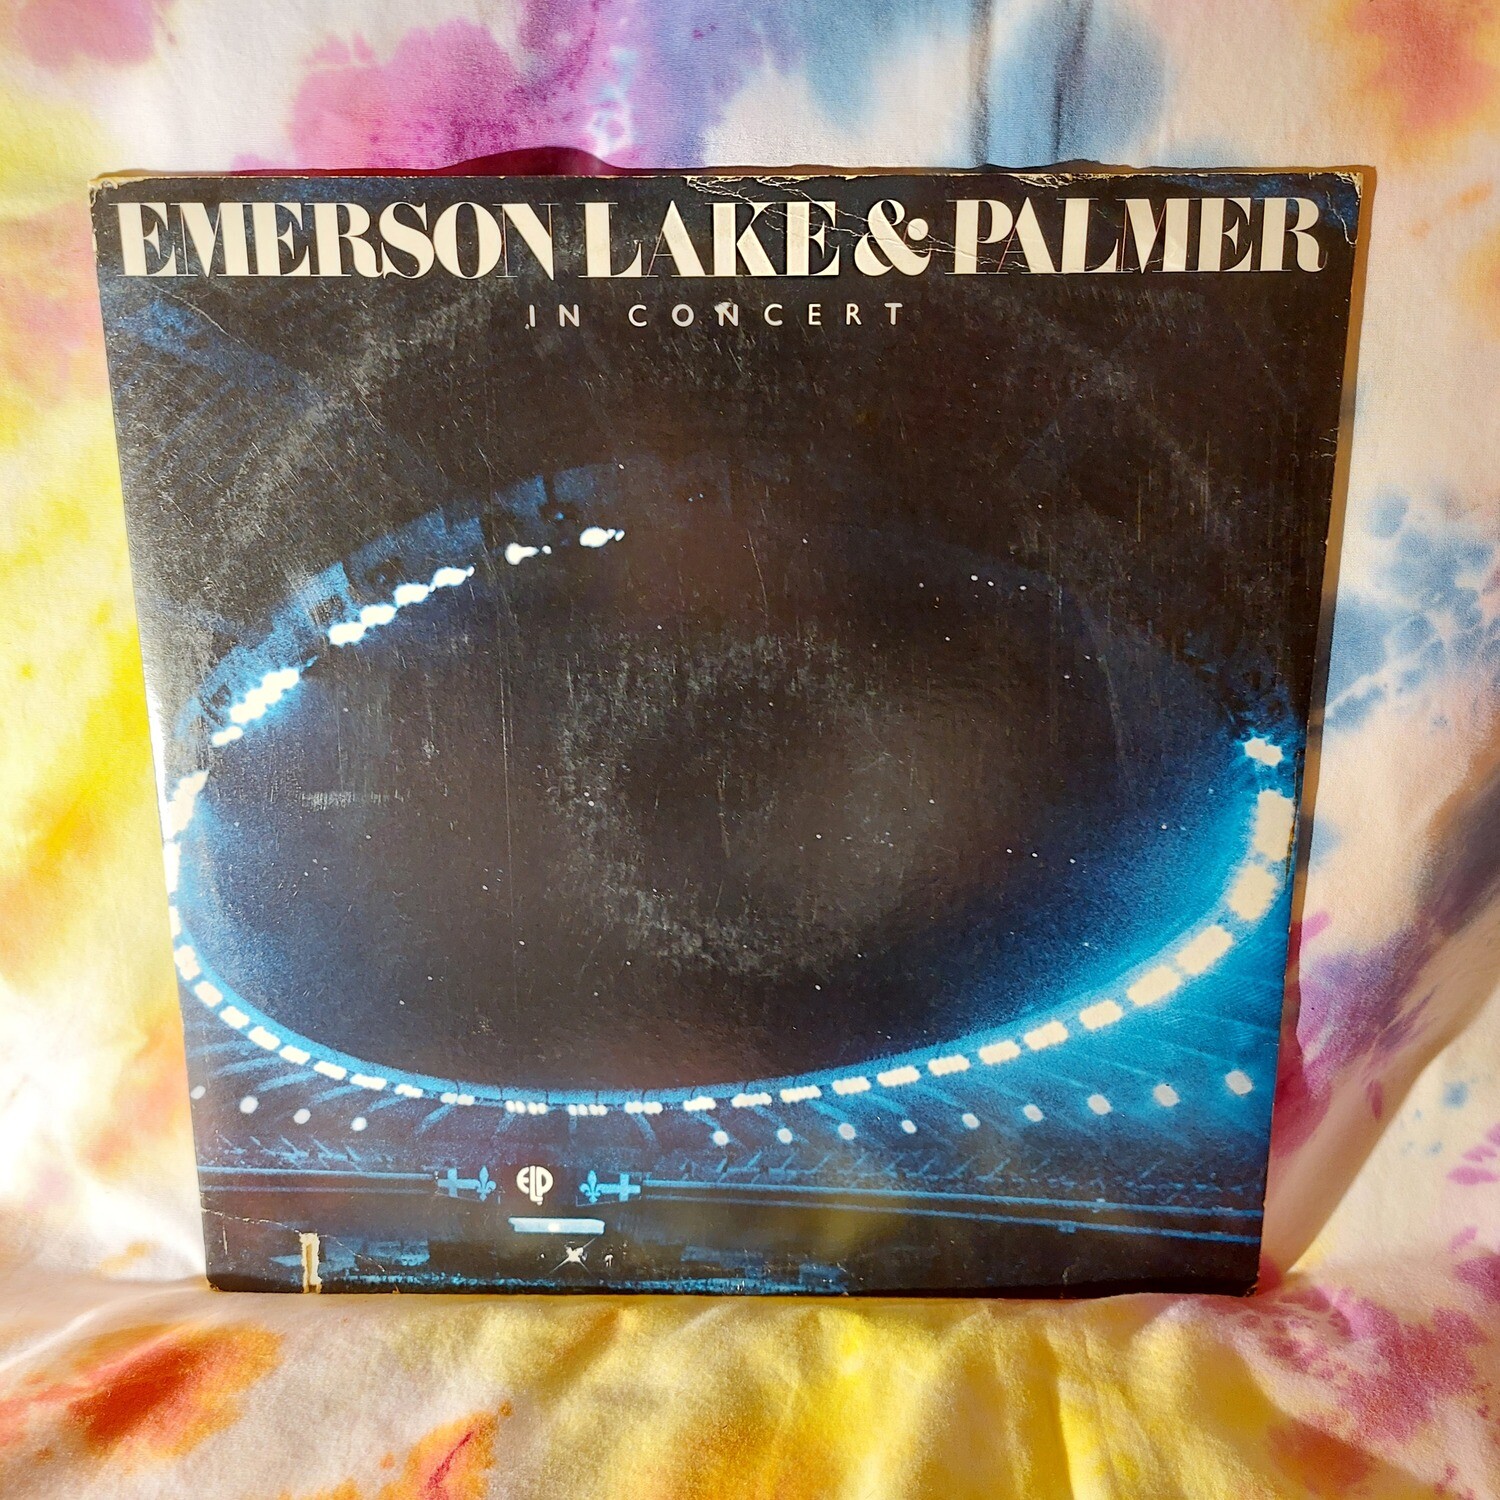 EMERSON LAKE & PALMER
IN CONCERT
ELP